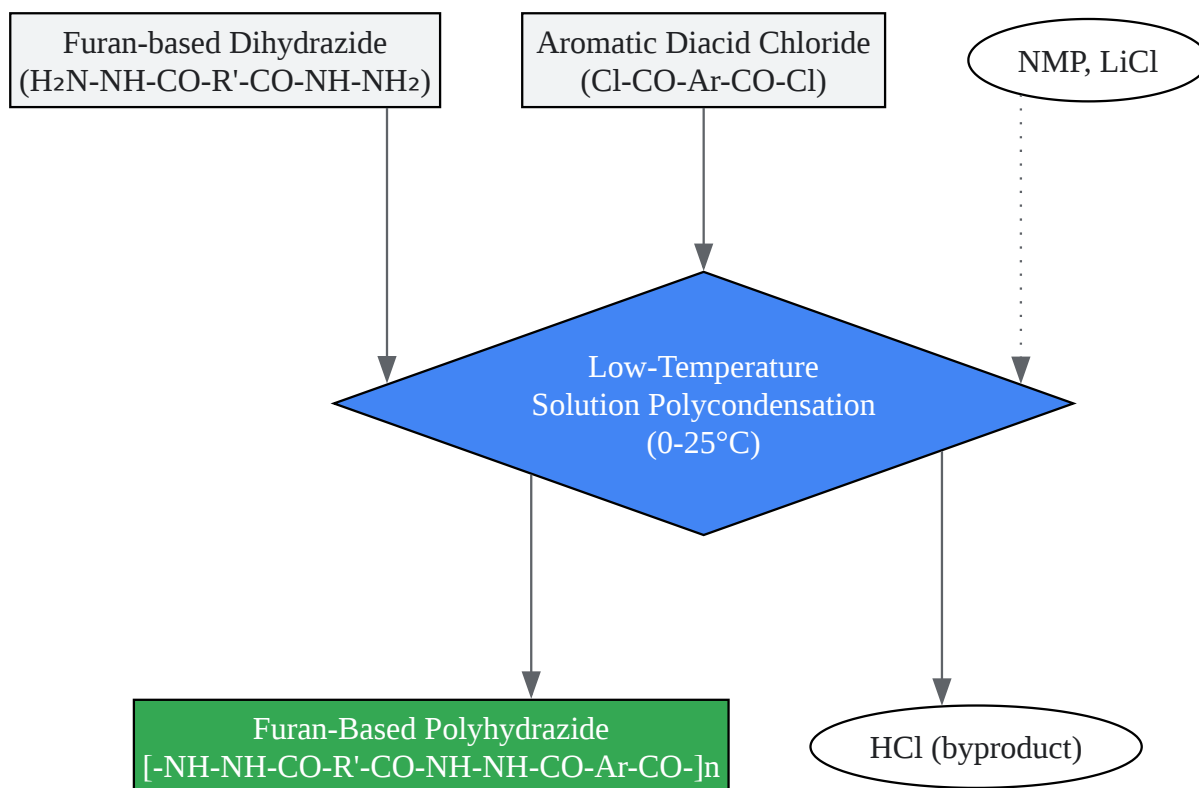 Furan-based Dihydrazide
(H₂N-NH-CO-R'-CO-NH-NH₂)
Aromatic Diacid Chloride
(Cl-CO-Ar-CO-Cl)
NMP, LiCl
Low-Temperature
Solution Polycondensation
(0-25°C)
Furan-Based Polyhydrazide
[-NH-NH-CO-R'-CO-NH-NH-CO-Ar-CO-]n
HCl (byproduct)